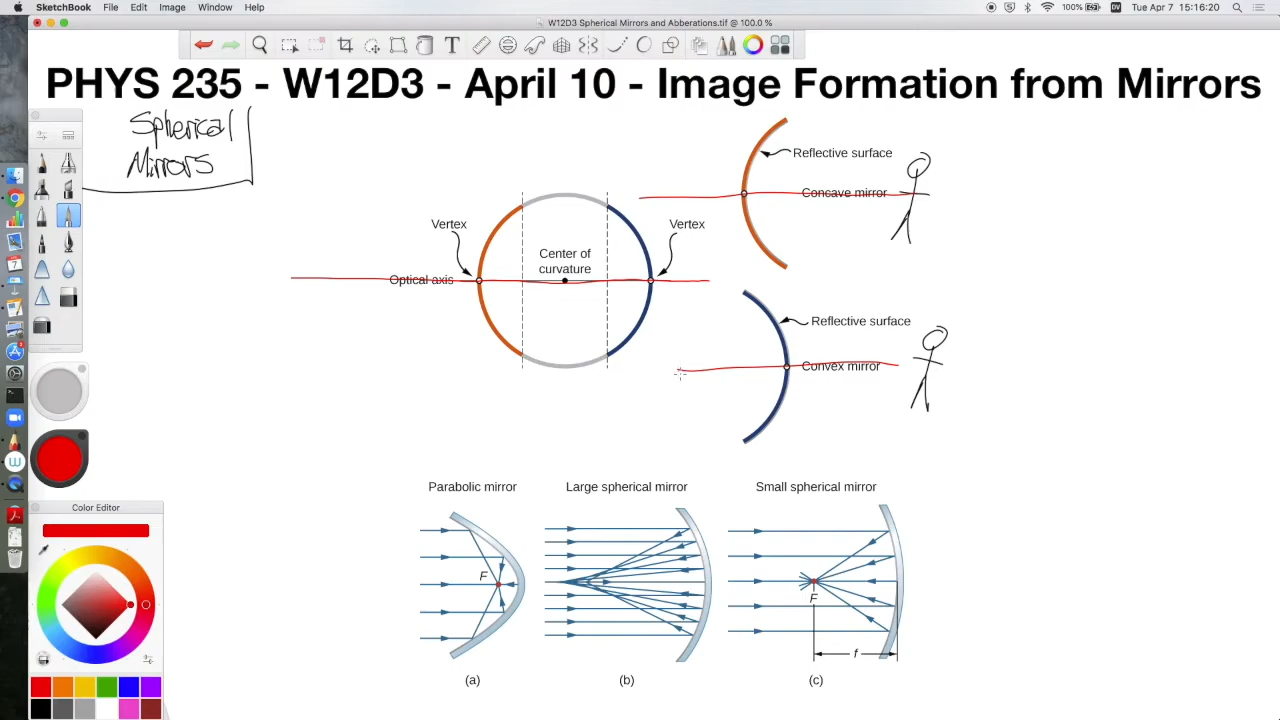 SketchBook File Edit Image Window Help
100% DV Tue Apr 7 15:16:20
W12D3 Spherical Mirrors and Abberations.tif @ 100.0 %
PHYS 235 - W12D3 - April 10 - Image Formation from Mirrors
Spherical
Mirrors
Reflective surface
Concave mirror
Vertex
Vertex
Center of
curvature
Optical axis
Reflective surface
Convex mirror
Parabolic mirror
Large spherical mirror
Small spherical mirror
Color Editor
F
F
f
(a)
(b)
(c)